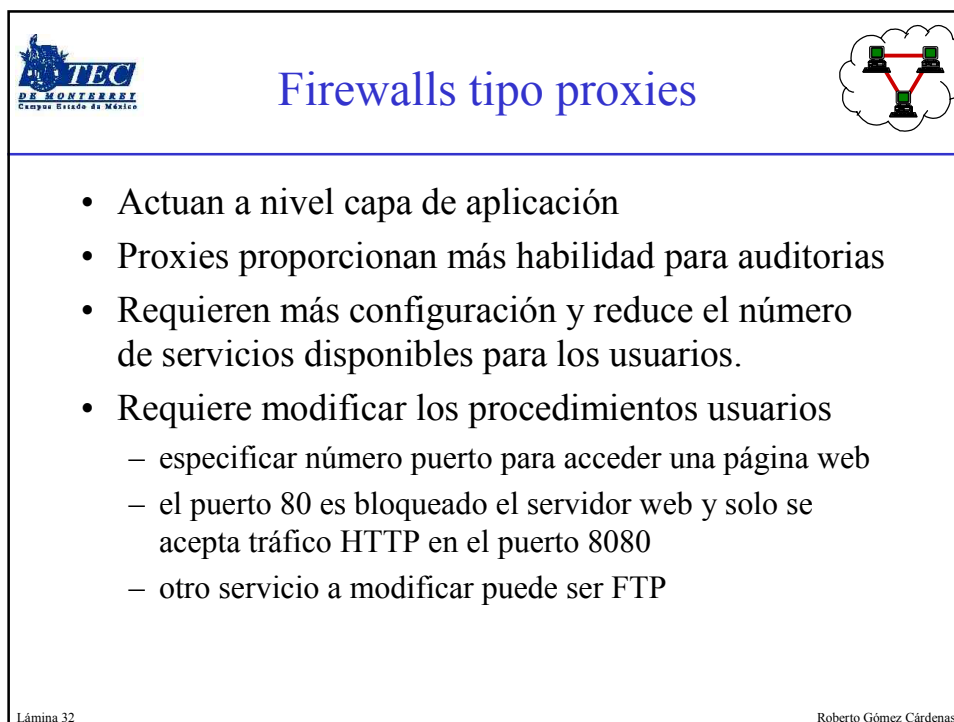 TEC
DE MONTERREY
Campus Estado de México
Firewalls tipo proxies
• Actuan a nivel capa de aplicación
• Proxies proporcionan más habilidad para auditorias
• Requieren más configuración y reduce el número
de servicios disponibles para los usuarios.
• Requiere modificar los procedimientos usuarios
– especificar número puerto para acceder una página web
– el puerto 80 es bloqueado el servidor web y solo se
acepta tráfico HTTP en el puerto 8080
– otro servicio a modificar puede ser FTP
Lámina 32
Roberto Gómez Cárdenas